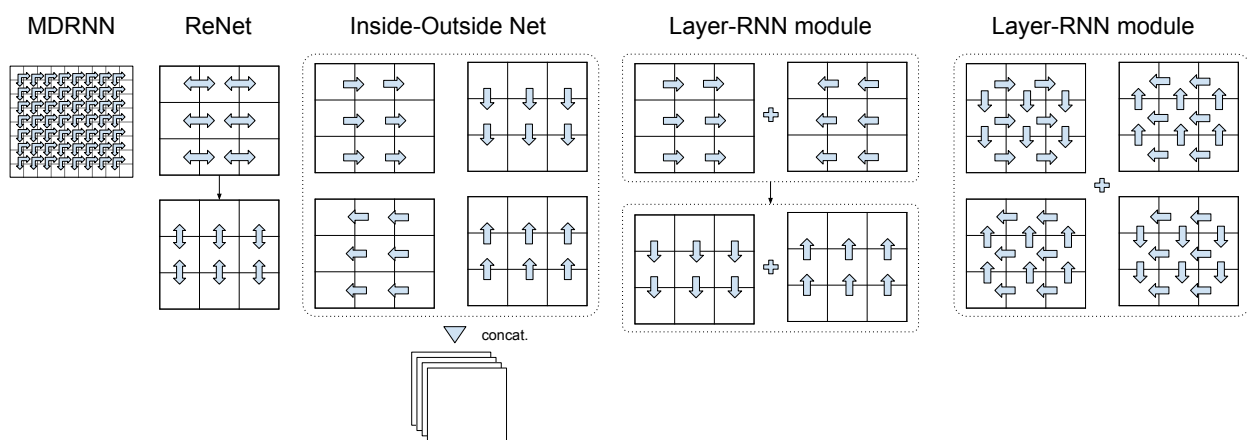 MDRNN
ReNet
Inside-Outside Net
Layer-RNN module
Layer-RNN module
concat.